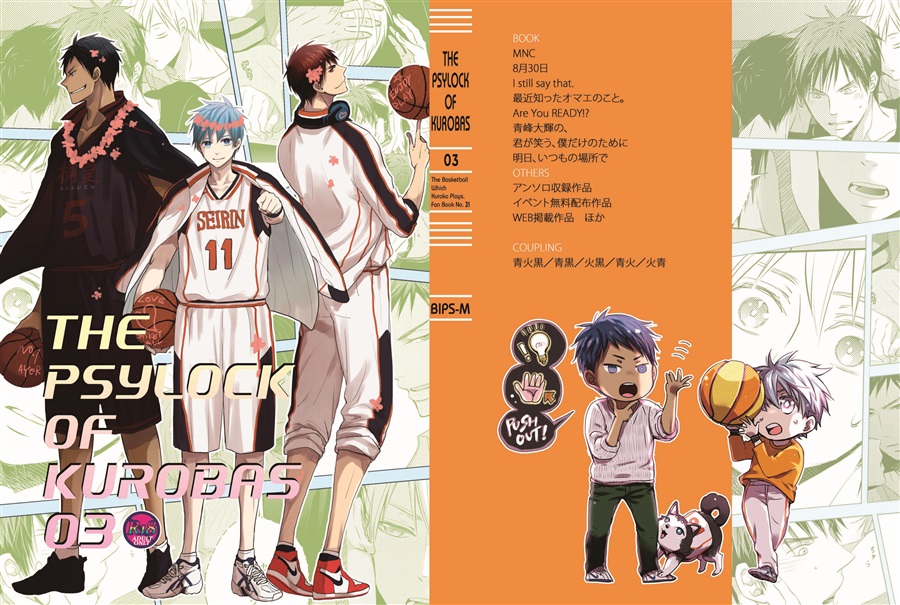 THE
PSYLOCK
OF
KUROBAS
03
R18
ADULT
ONLY
SEIRIN
11
5
LOVE
THE
PSYLOCK
OF
KUROBAS
03
The Basketball
Which
Kuroko Plays.
Fan Book No.31
BIPS-M
BOOK
MNC
8月30日
I still say that.
最近知ったオマエのこと。
Are You READY!?
青峰大輝の、
君が笑う、僕だけのために
明日、いつもの場所で
OTHERS
アンソロ収録作品
イベント無料配布作品
WEB掲載作品　ほか
COUPLING
青火黒／青黒／火黒／青火／火青
PUSH
OUT!